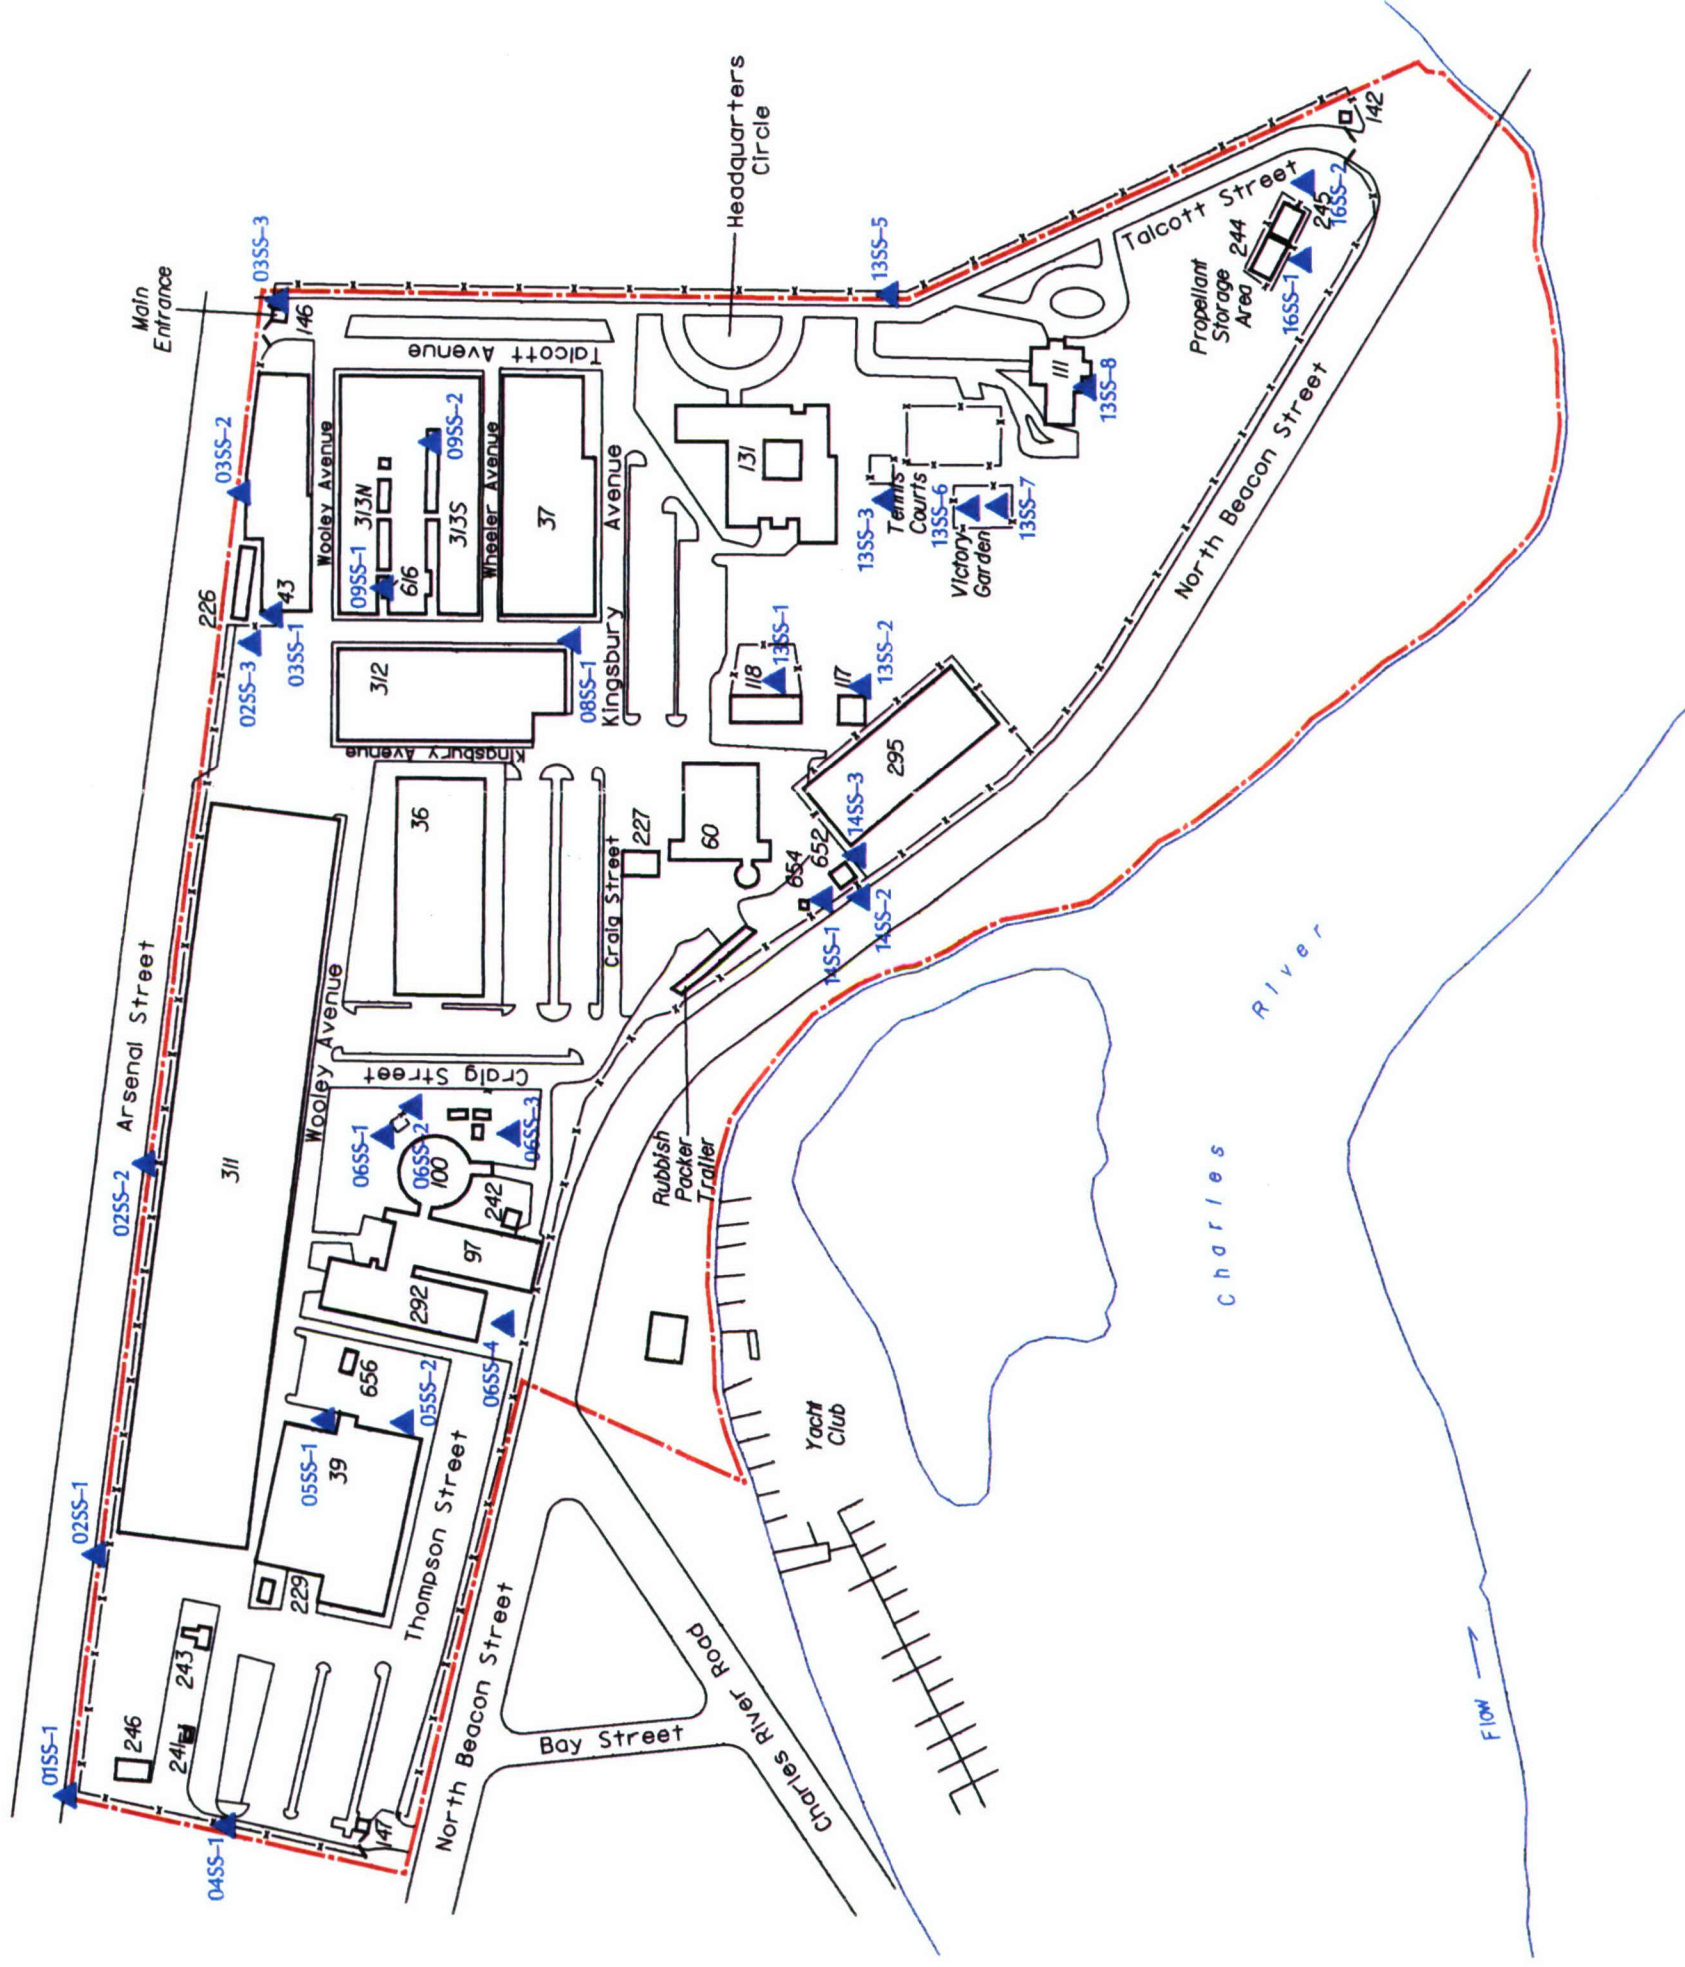 Main
Entrance
03SS-3
146
Headquarters
Circle
13SS-5
142
Talcott Street
244
245
16SS-2
16SS-1
Propellant
Storage
Area
Talcott Avenue
111
13SS-8
03SS-2
Wooley Avenue
313N
09SS-2
313S
Wheeler Avenue
37
Kingsbury Avenue
131
13SS-3
Tennis
Courts
13SS-6
13SS-7
Victory
Garden
North Beacon Street
226
43
09SS-1
616
02SS-3
03SS-1
312
08SS-1
118
13SS-1
117
13SS-2
Kingsbury Avenue
36
Craig Street
227
60
295
14SS-3
652
654
14SS-1
14SS-2
Arsenal Street
Wooley Avenue
Craig Street
02SS-2
311
06SS-1
06SS-2
06SS-3
100
242
97
292
06SS-4
Rubbish
Packer
Trailer
Charles River
656
05SS-2
05SS-1
39
Thompson Street
Yacht
Club
02SS-1
229
243
241
246
01SS-1
04SS-1
147
North Beacon Street
Bay Street
Charles River Road
Flow